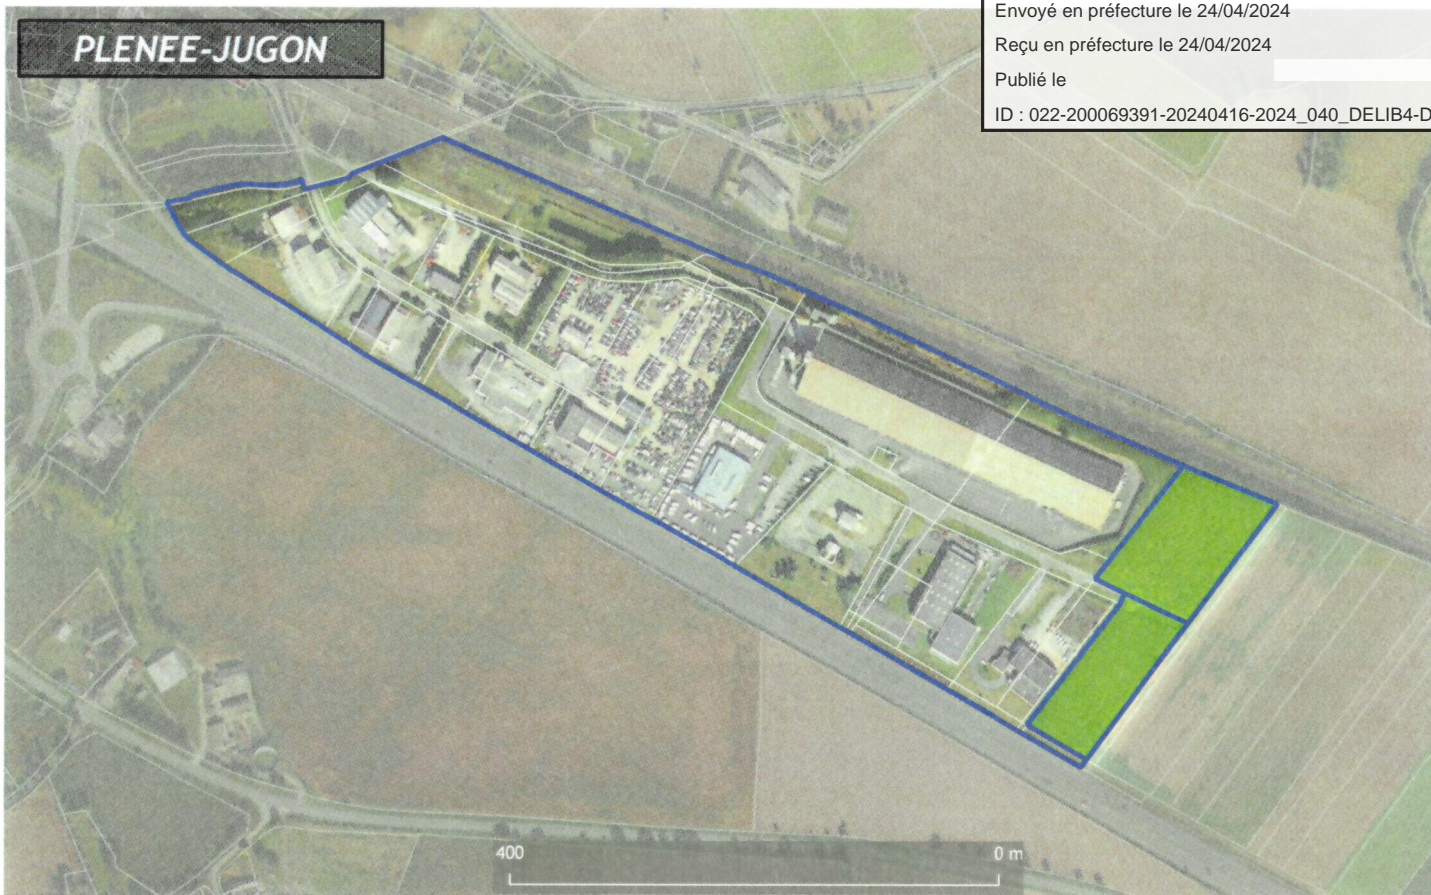 PLENEE-JUGON
Envoyé en préfecture le 24/04/2024
Reçu en préfecture le 24/04/2024
Publié le
ID : 022-200069391-20240416-2024_040_DELIB4-D
400
0 m